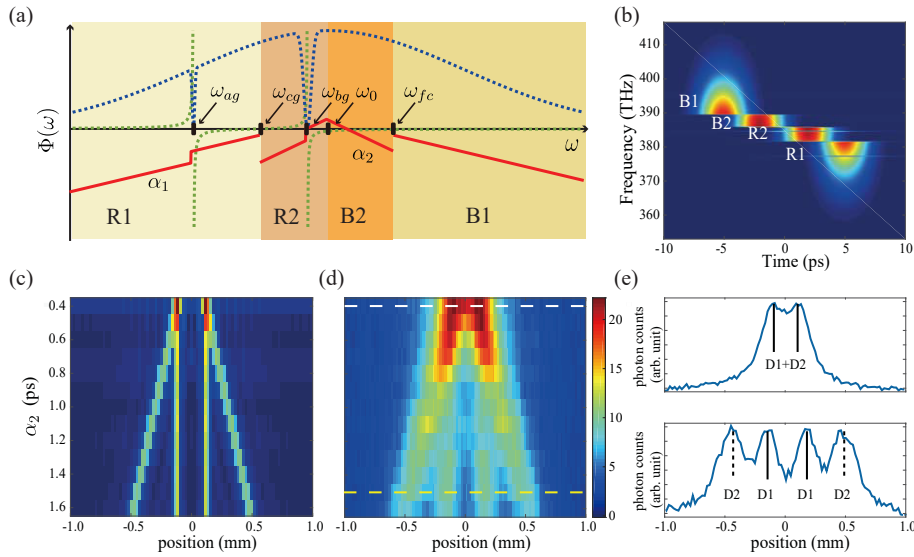 (a)
Φ(ω)
ω_ag
ω_cg
ω_bg
ω_0
ω_fc
ω
α_1
α_2
R1
R2
B2
B1
(b)
Frequency (THz)
400
390
380
370
360
B1
B2
R2
R1
-10
-5
0
5
10
Time (ps)
(c)
α_2 (ps)
0.4
0.6
0.8
1.0
1.2
1.4
1.6
-1.0
-0.5
0
0.5
1.0
position (mm)
(d)
20
15
10
5
0
-1.0
-0.5
0
0.5
1.0
position (mm)
(e)
photon counts
(arb. unit)
D1+D2
photon counts
(arb. unit)
D2
D1
D1
D2
-1.0
-0.5
0
0.5
1.0
position (mm)